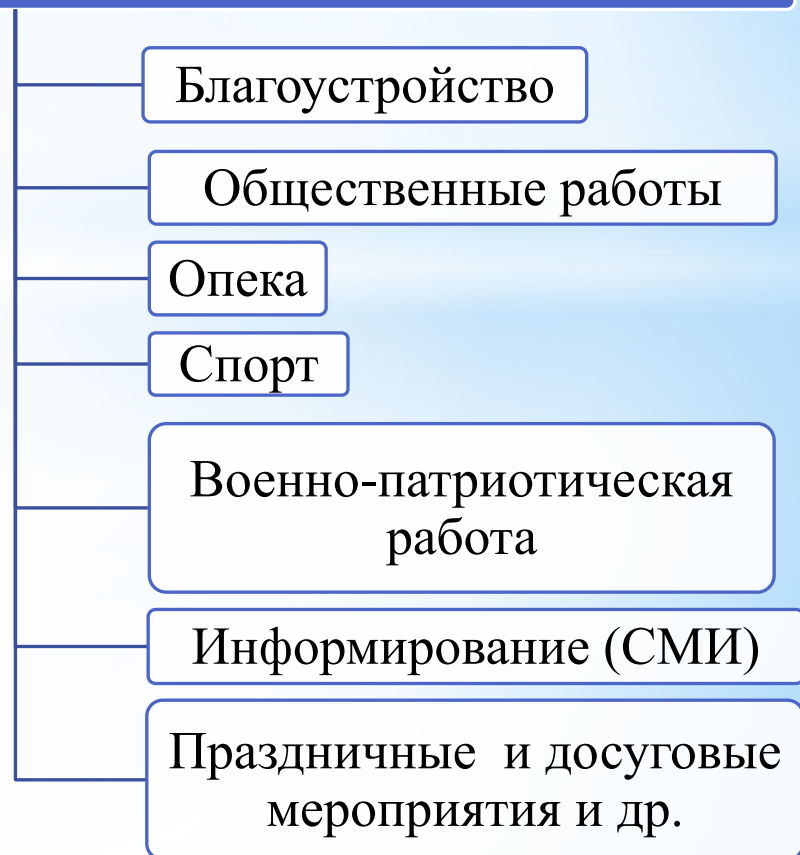 Благоустройство
Общественные работы
Опека
Спорт
Военно-патриотическая
работа
Информирование (СМИ)
Праздничные и досуговые
мероприятия и др.